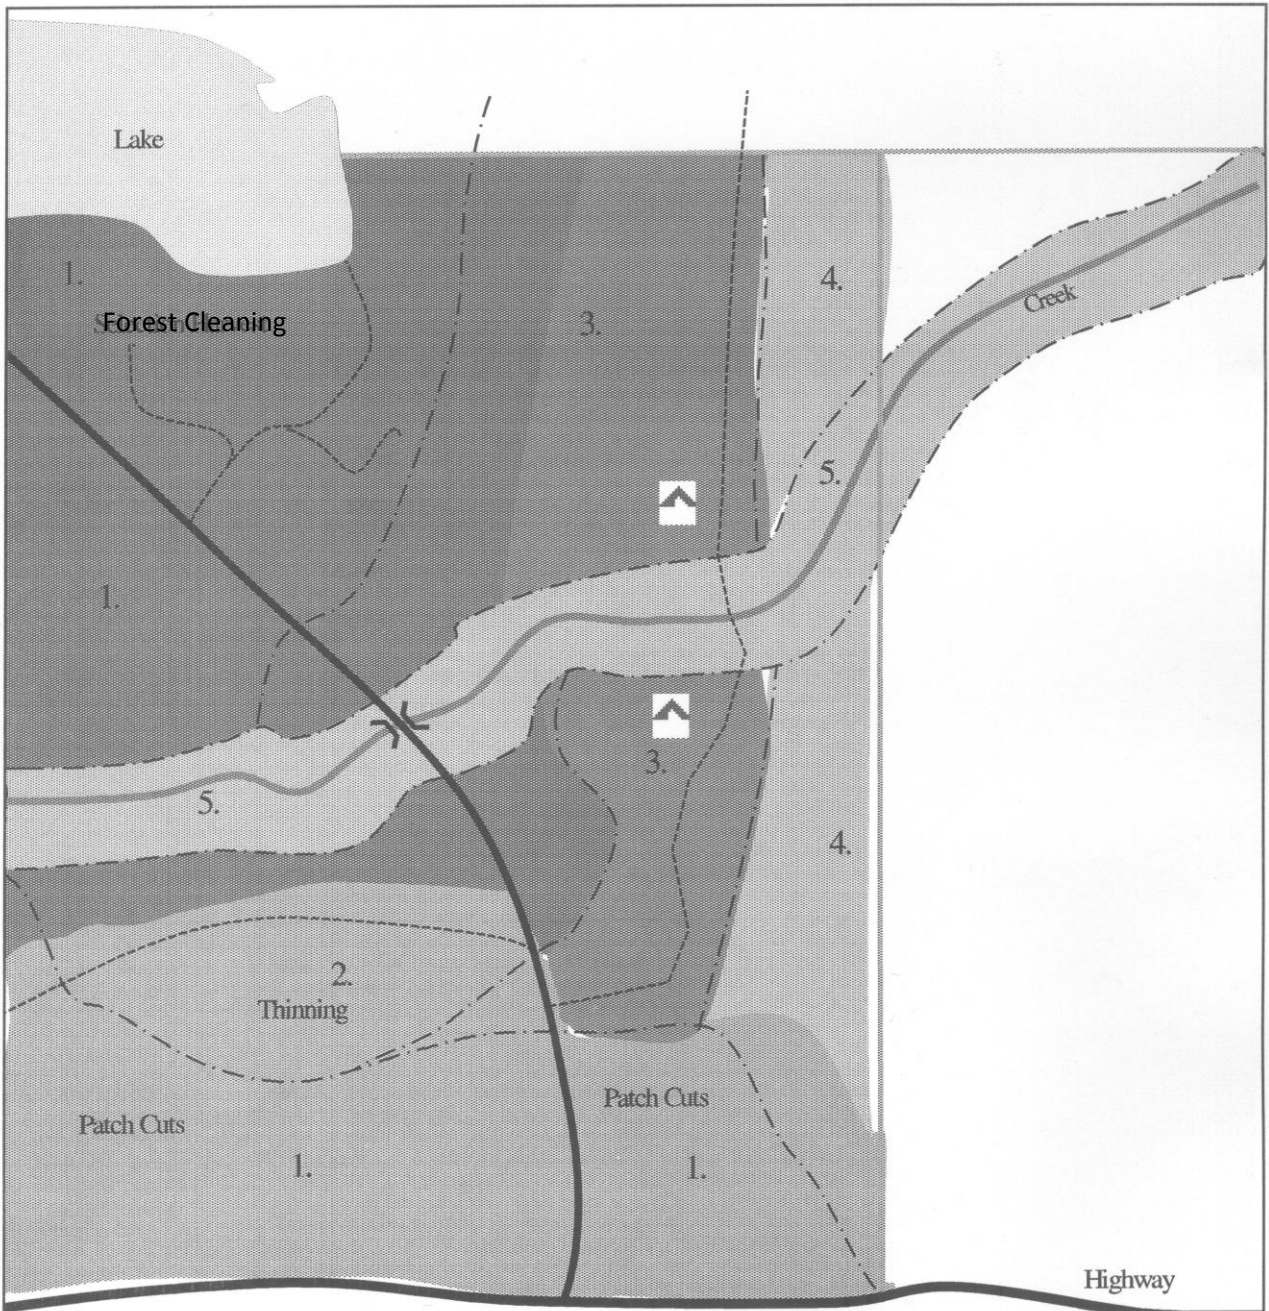 Lake
1.
4.
Creek
Forest Cleaning
3.
5.
1.
3.
5.
4.
2.
Thinning
Patch Cuts
Patch Cuts
1.
1.
Highway